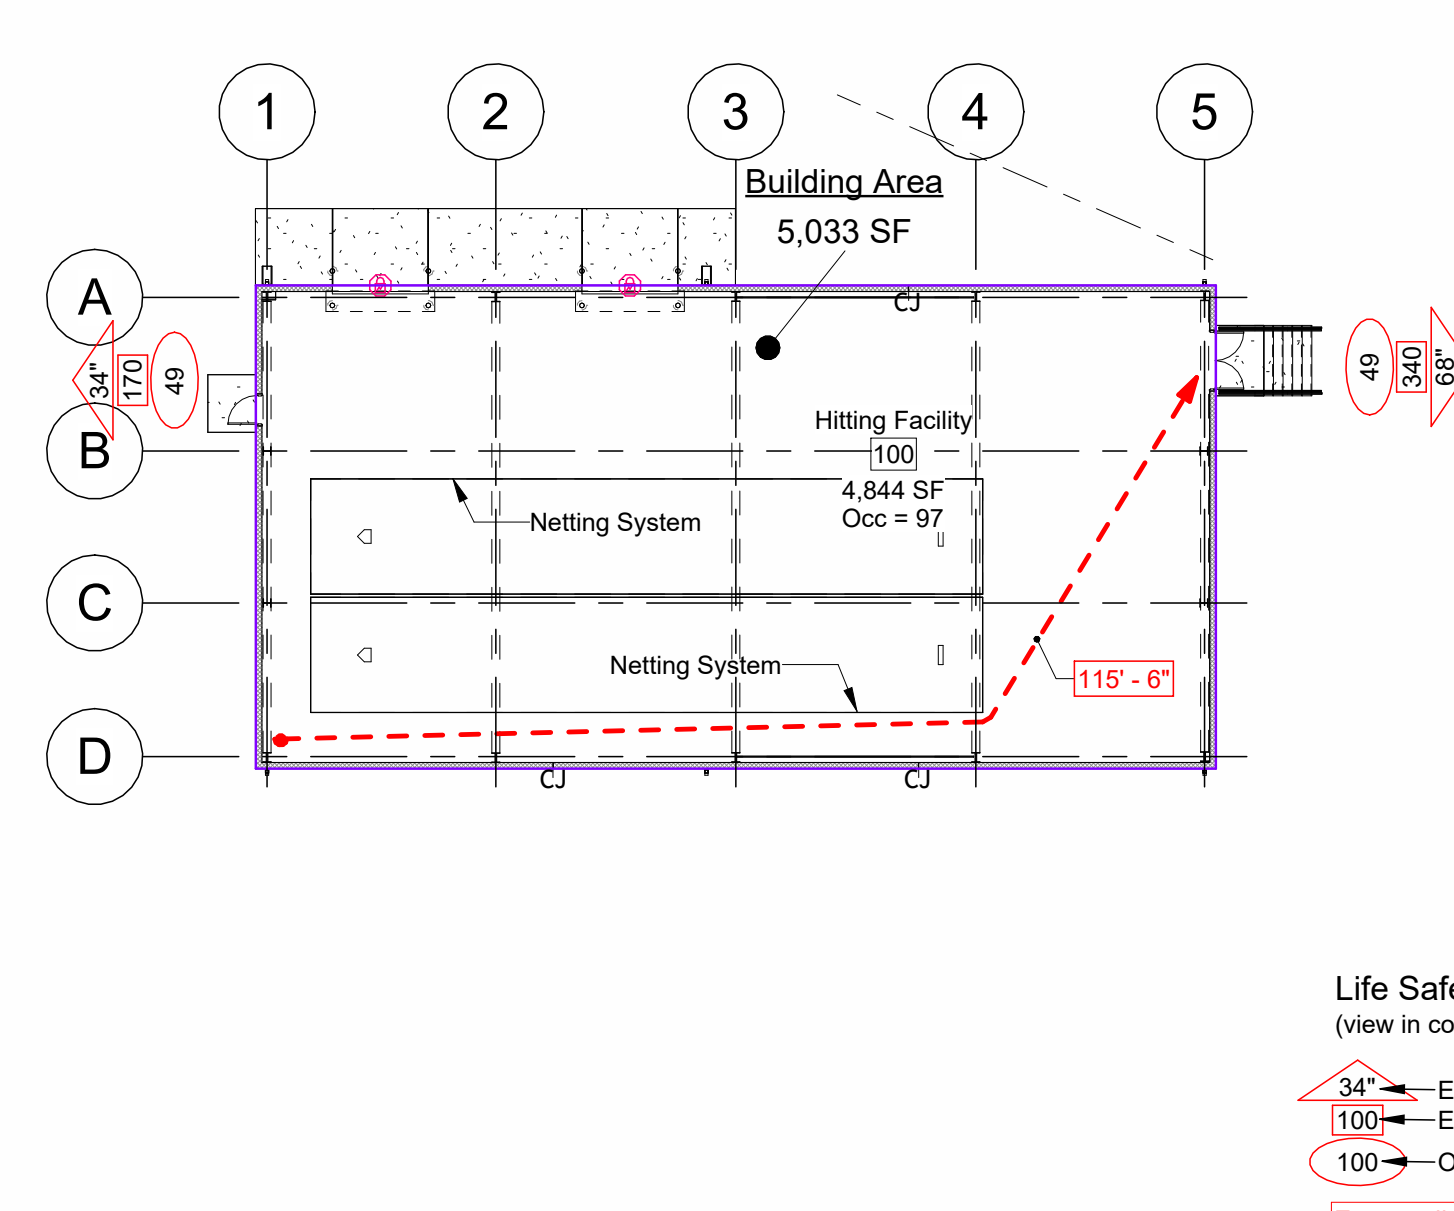 1 2 3 4 5
Building Area
5,033 SF
A
CJ
34" 170 49
49 340 68"
B
Hitting Facility
100
4,844 SF
Occ = 97
Netting System
C
Netting System
115' - 6"
D
CJ CJ
Life Safe
(view in co
34" E
100 E
100 O